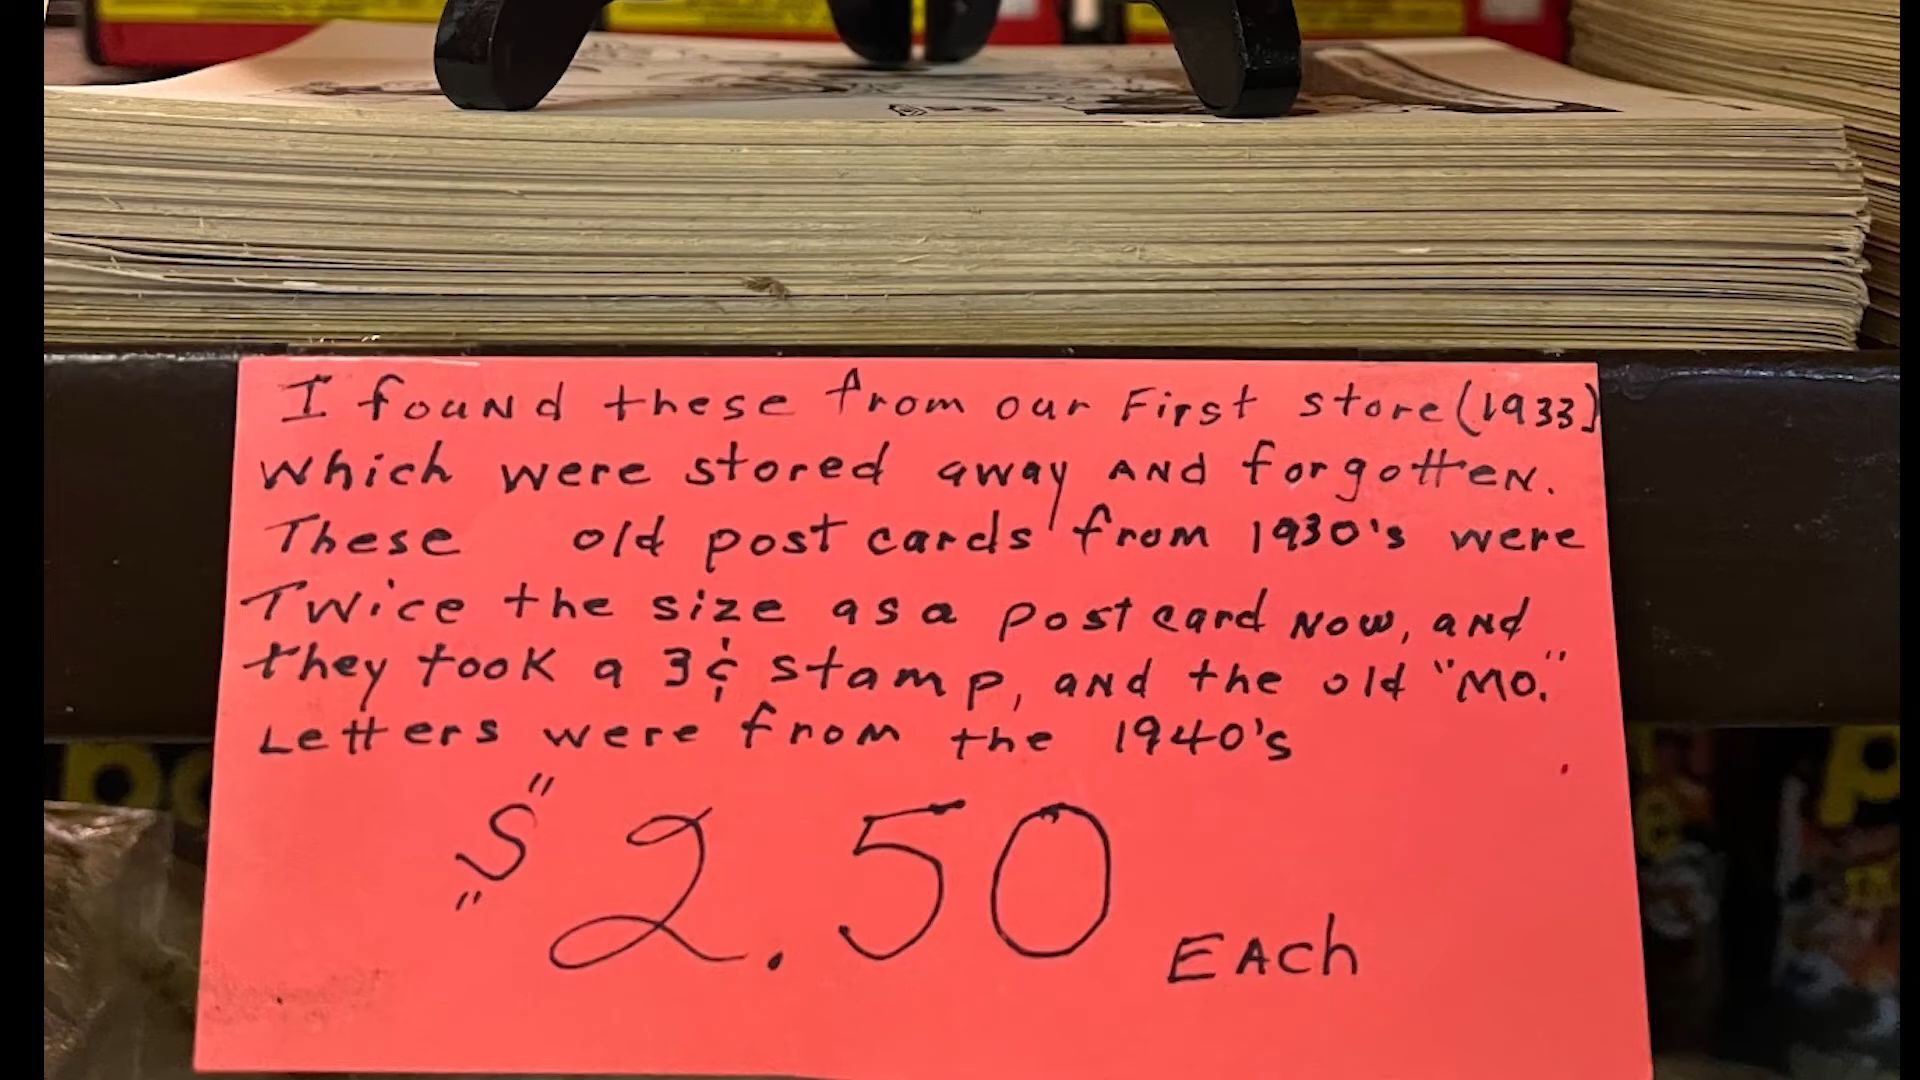 I found these from our First store (1933)
which were stored away AND forgotten.
These old post cards from 1930's were
Twice the size as a post card Now, and
they took a 3¢ stamp, and the old "MO."
Letters were from the 1940's
$ 2.50 EACh